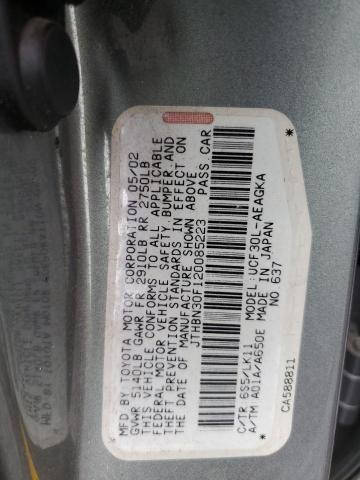 MFD. BY TOYOTA MOTOR CORPORATION 05/02
GVWR 5140LB GAWR FR 2910LB RR 2750LB
THIS VEHICLE CONFORMS TO ALL APPLICABLE
FEDERAL MOTOR VEHICLE SAFETY, BUMPER, AND
THEFT PREVENTION STANDARDS IN EFFECT ON
THE DATE OF MANUFACTURE SHOWN ABOVE.
JTHBN30F120085223 PASS. CAR
*
C/TR 6S5/LK11 MODEL: UCF30L-AEAGKA
A/TM A01A/A650E MADE IN JAPAN
NO 637
CA588811
*